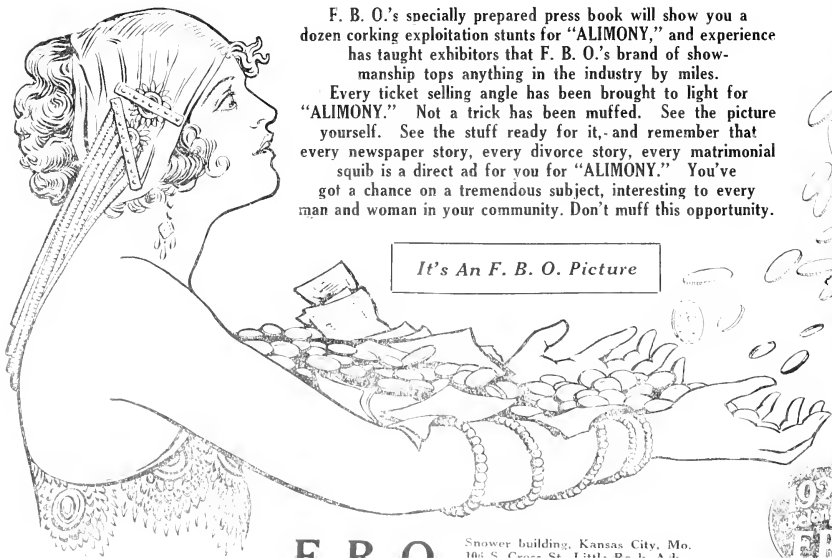 F. B. O.'s specially prepared press book will show you a
dozen corking exploitation stunts for "ALIMONY," and experience
has taught exhibitors that F. B. O.'s brand of show-
manship tops anything in the industry by miles.
Every ticket selling angle has been brought to light for
"ALIMONY." Not a trick has been muffed. See the picture
yourself. See the stuff ready for it, and remember that
every newspaper story, every divorce story, every matrimonial
squib is a direct ad for you for "ALIMONY." You've
got a chance on a tremendous subject, interesting to every
man and woman in your community. Don't muff this opportunity.
It's An F. B. O. Picture
F. B. O.
Snower building, Kansas City, Mo.